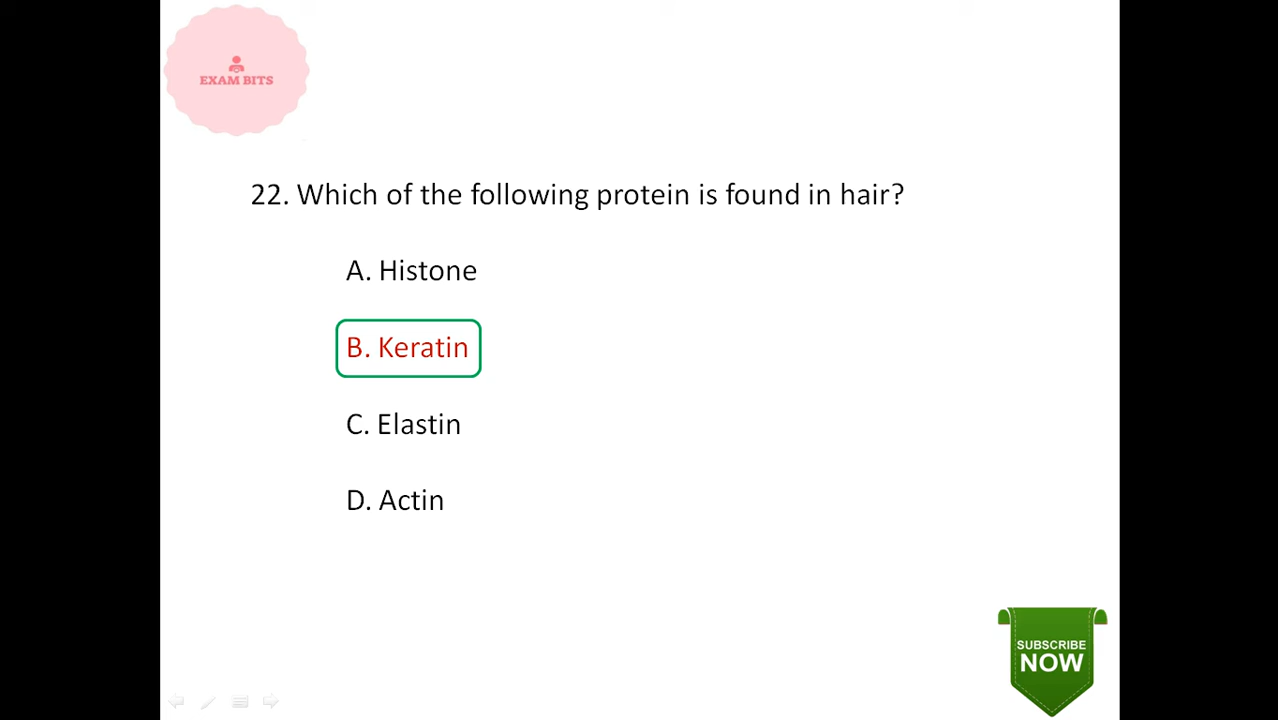 EXAM BITS
22. Which of the following protein is found in hair?
A. Histone
B. Keratin
C. Elastin
D. Actin
SUBSCRIBE
NOW